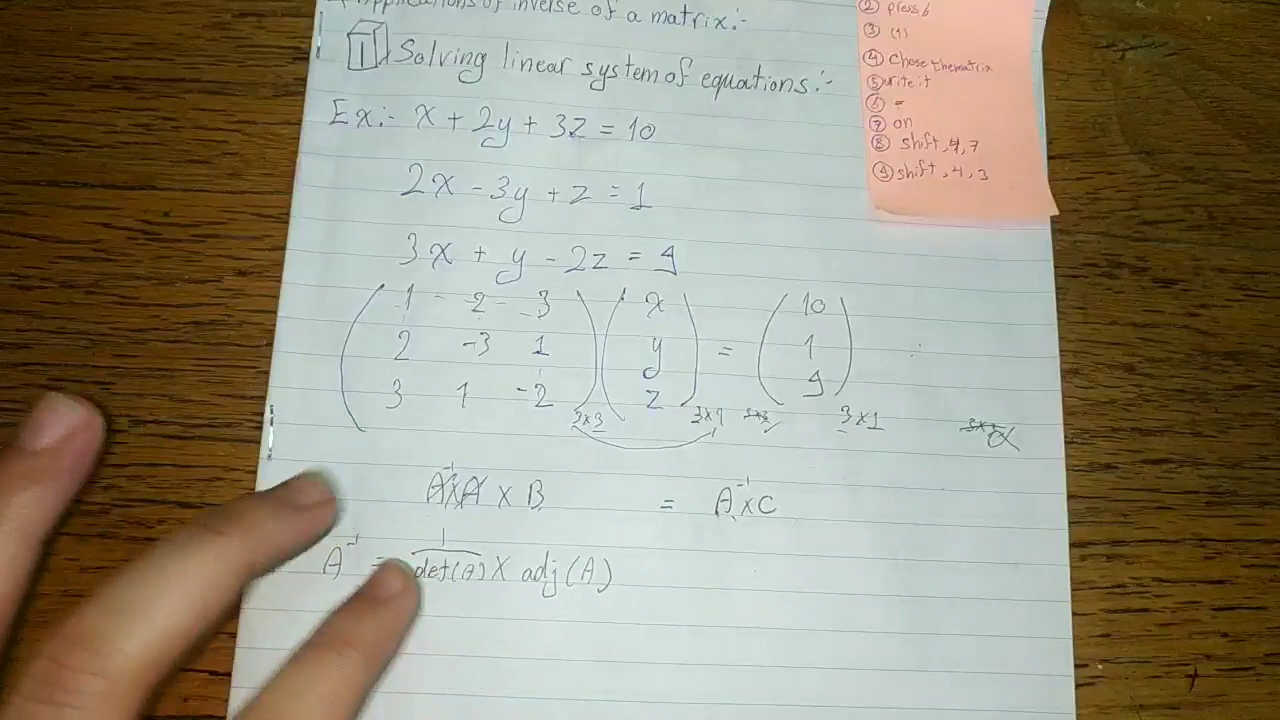 Applications of inverse of a matrix:-
1 Solving linear system of equations:-
Ex:- x + 2y + 3z = 10
2x - 3y + z = 1
3x + y - 2z = 9
1 2 3 x 10
2 -3 1 y = 1
3 1 -2 z 9
3x3 3x1 3x1
A⁻¹xA x B = A⁻¹xC
A⁻¹ = 1/det(A) x adj(A)
② press 6
③ (1)
④ Chose the matrix
⑤ write it
⑥ =
⑦ on
⑧ shift, 4, 7
⑨ shift, 4, 3